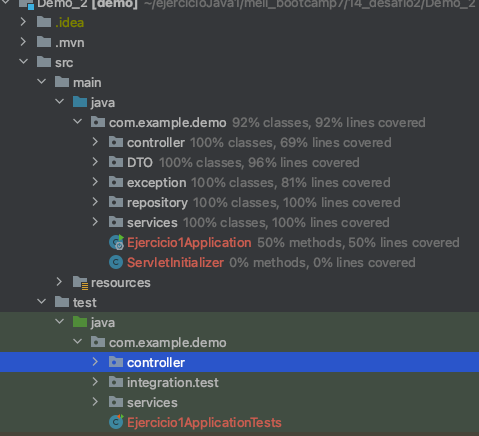 Demo_2 [demo] ~/ejercicioJava1/meli_bootcamp7/14_desafio2/Demo_2
.idea
.mvn
src
main
java
com.example.demo 92% classes, 92% lines covered
controller 100% classes, 69% lines covered
DTO 100% classes, 96% lines covered
exception 100% classes, 81% lines covered
repository 100% classes, 100% lines covered
services 100% classes, 100% lines covered
Ejercicio1Application 50% methods, 50% lines covered
ServletInitializer 0% methods, 0% lines covered
resources
test
java
com.example.demo
controller
integration.test
services
Ejercicio1ApplicationTests